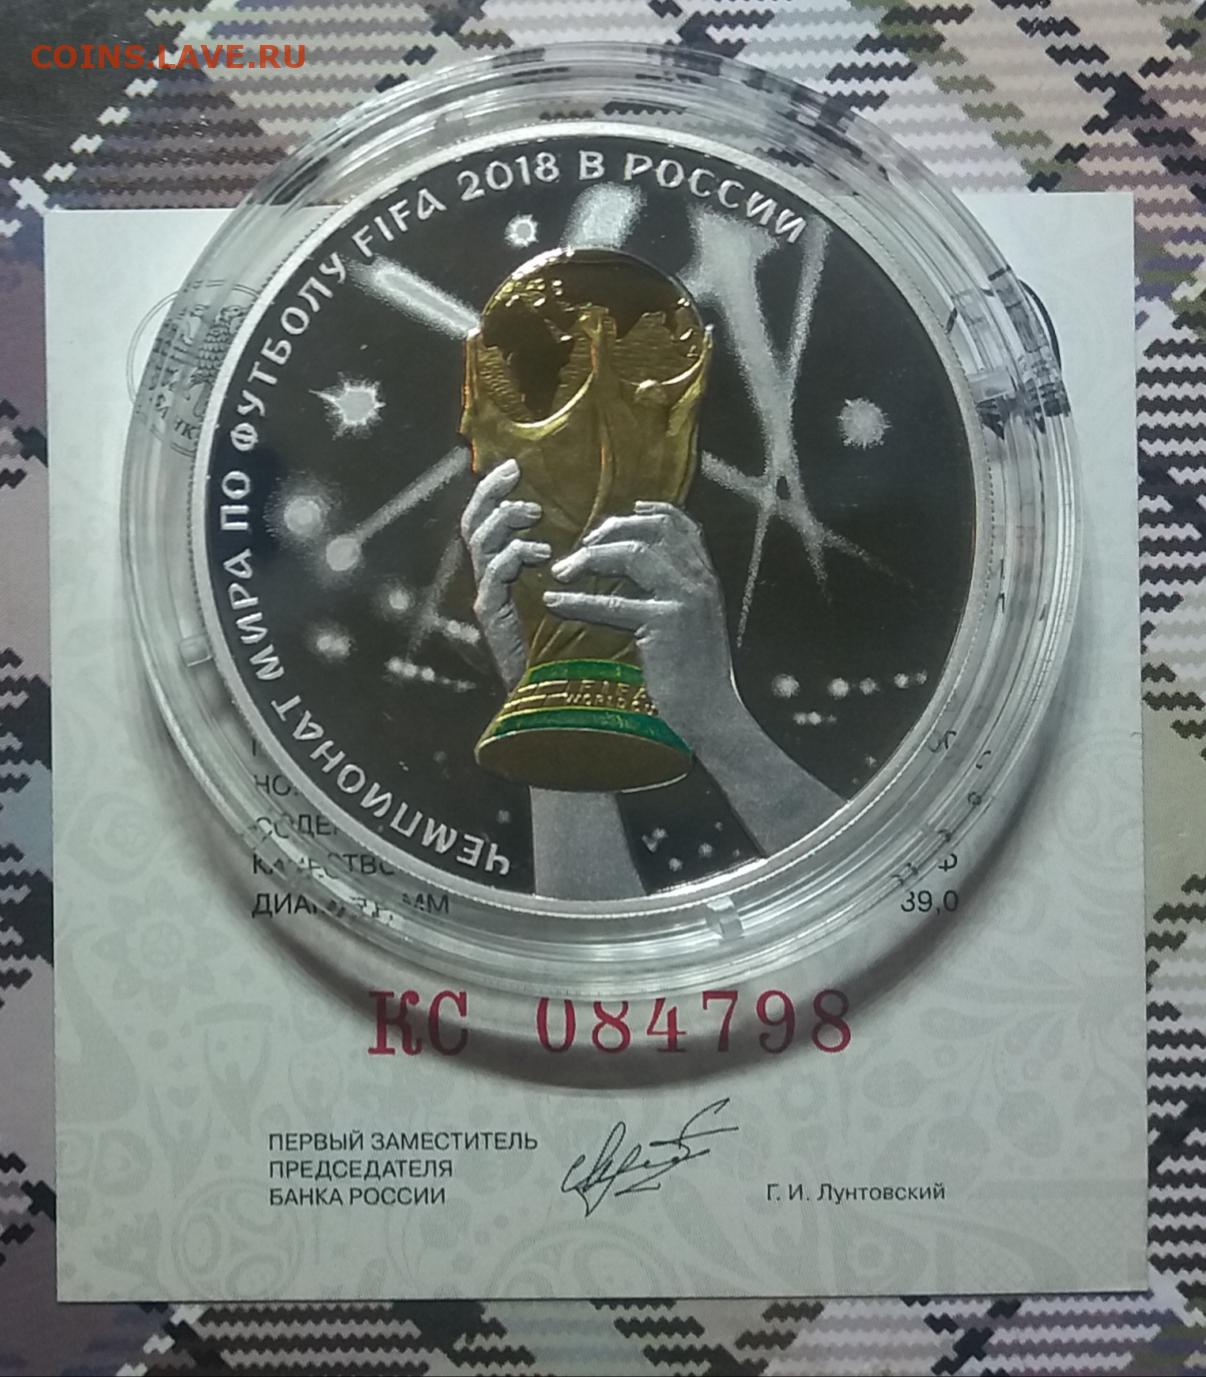 COINS.LAVE.RU
ЧЕМПИОНАТ МИРА ПО ФУТБОЛУ FIFA 2018 В РОССИИ
FIFA
39,0
КС 084798
ПЕРВЫЙ ЗАМЕСТИТЕЛЬ
ПРЕДСЕДАТЕЛЯ
БАНКА РОССИИ
Г. И. Лунтовский